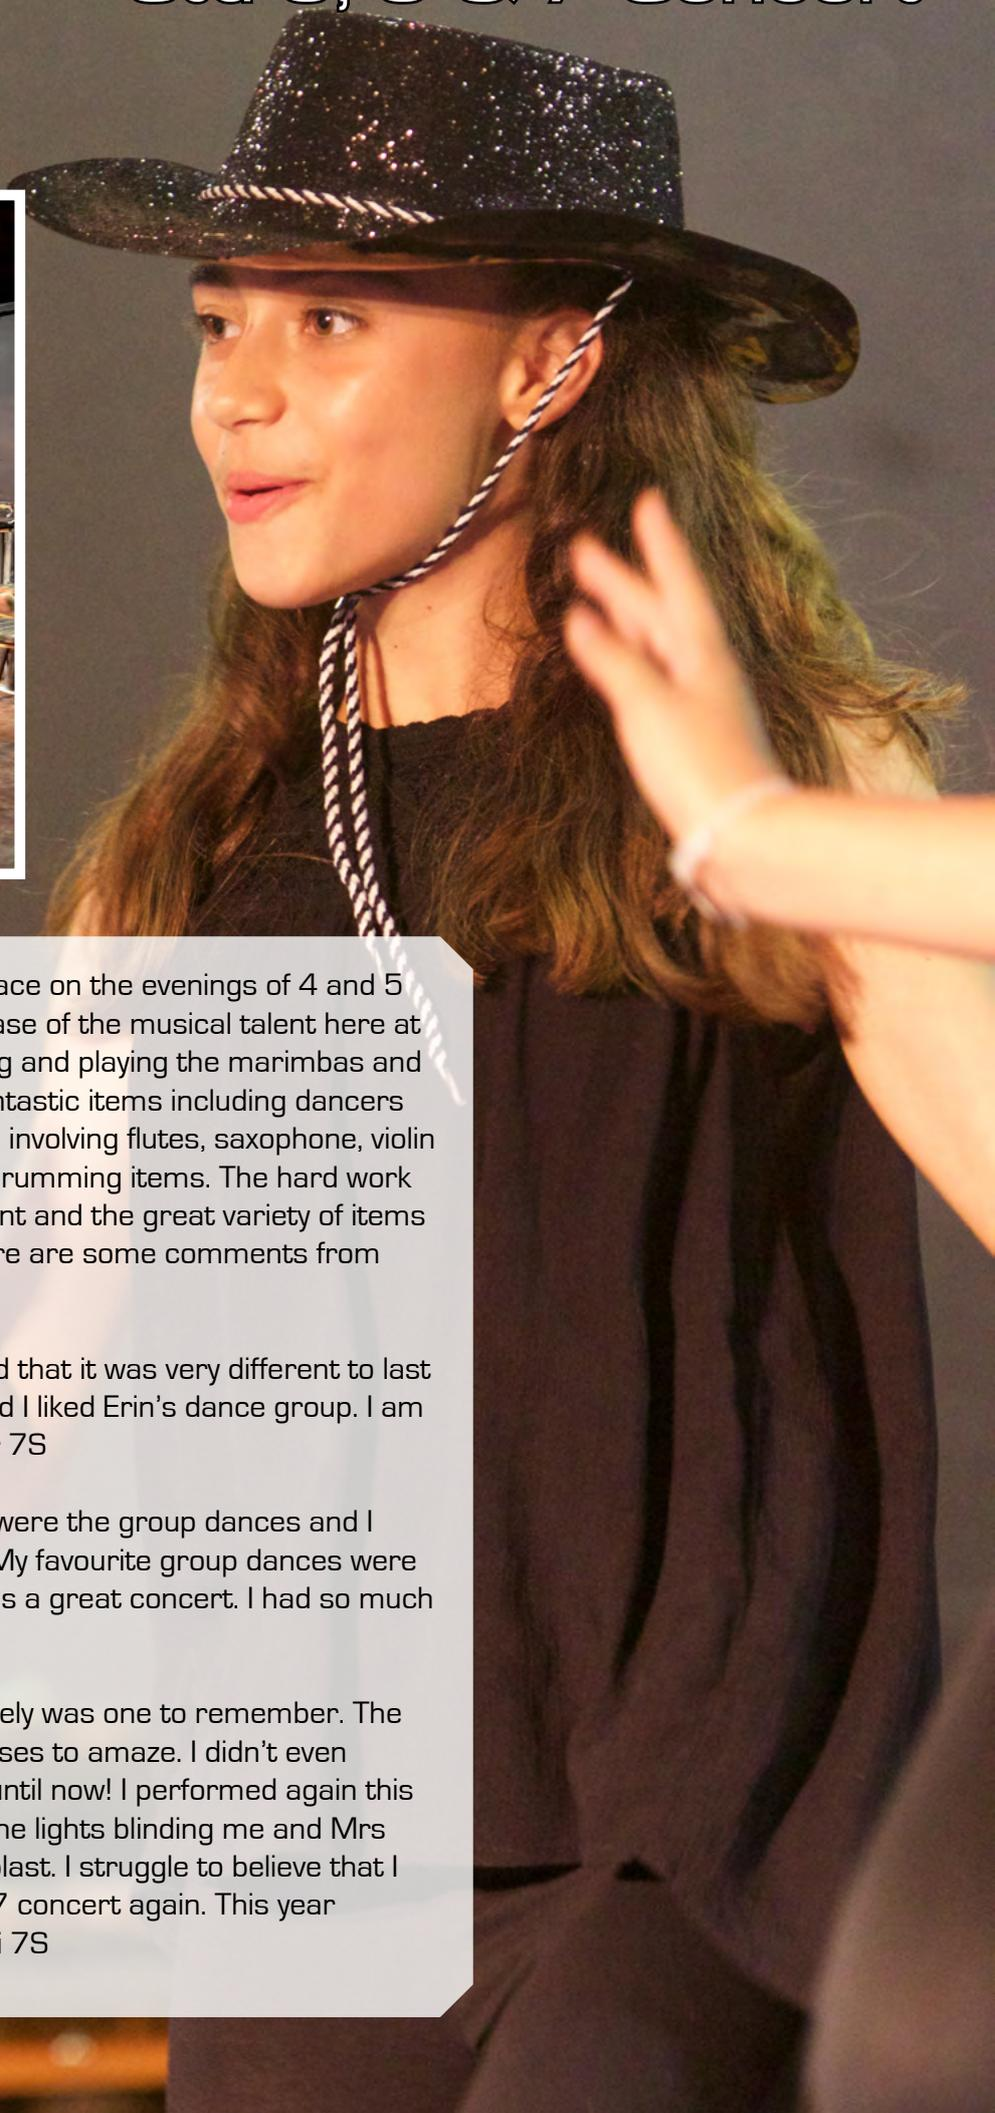 Concert
ace on the evenings of 4 and 5
ase of the musical talent here at
g and playing the marimbas and
ntastic items including dancers
involving flutes, saxophone, violin
rumming items. The hard work
nt and the great variety of items
re are some comments from
d that it was very different to last
d I liked Erin's dance group. I am
7S
were the group dances and I
My favourite group dances were
s a great concert. I had so much
ely was one to remember. The
ses to amaze. I didn't even
until now! I performed again this
he lights blinding me and Mrs
blast. I struggle to believe that I
7 concert again. This year
i 7S